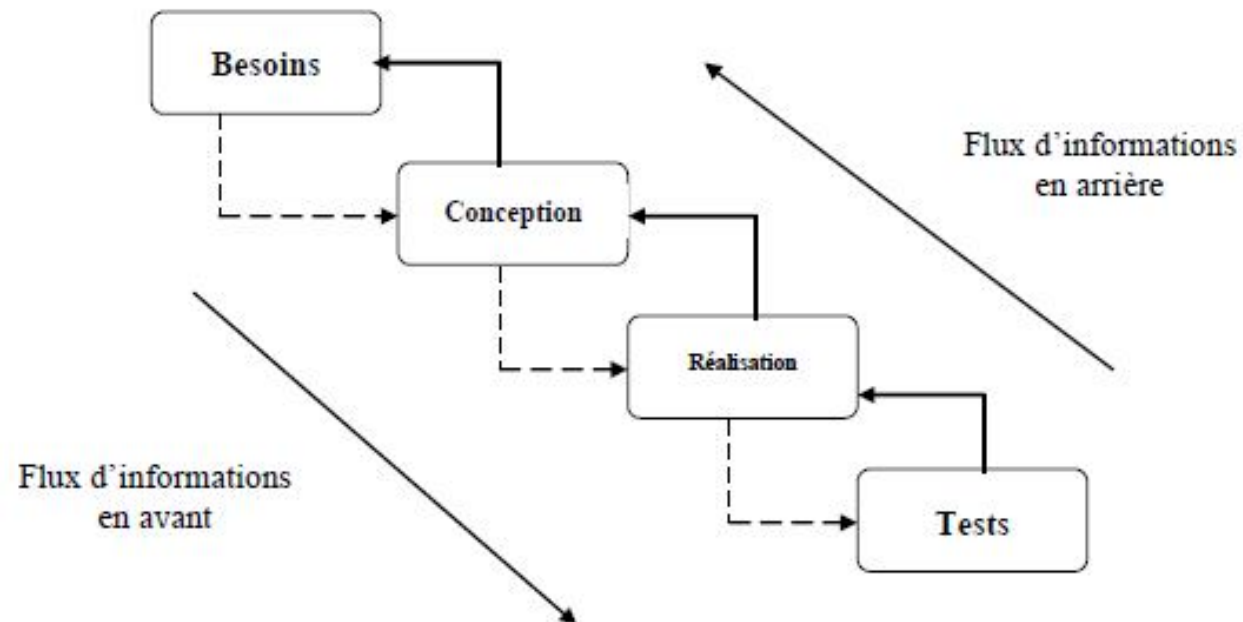 Besoins
Flux d'informations
en arrière
Conception
Réalisation
Flux d'informations
en avant
Tests